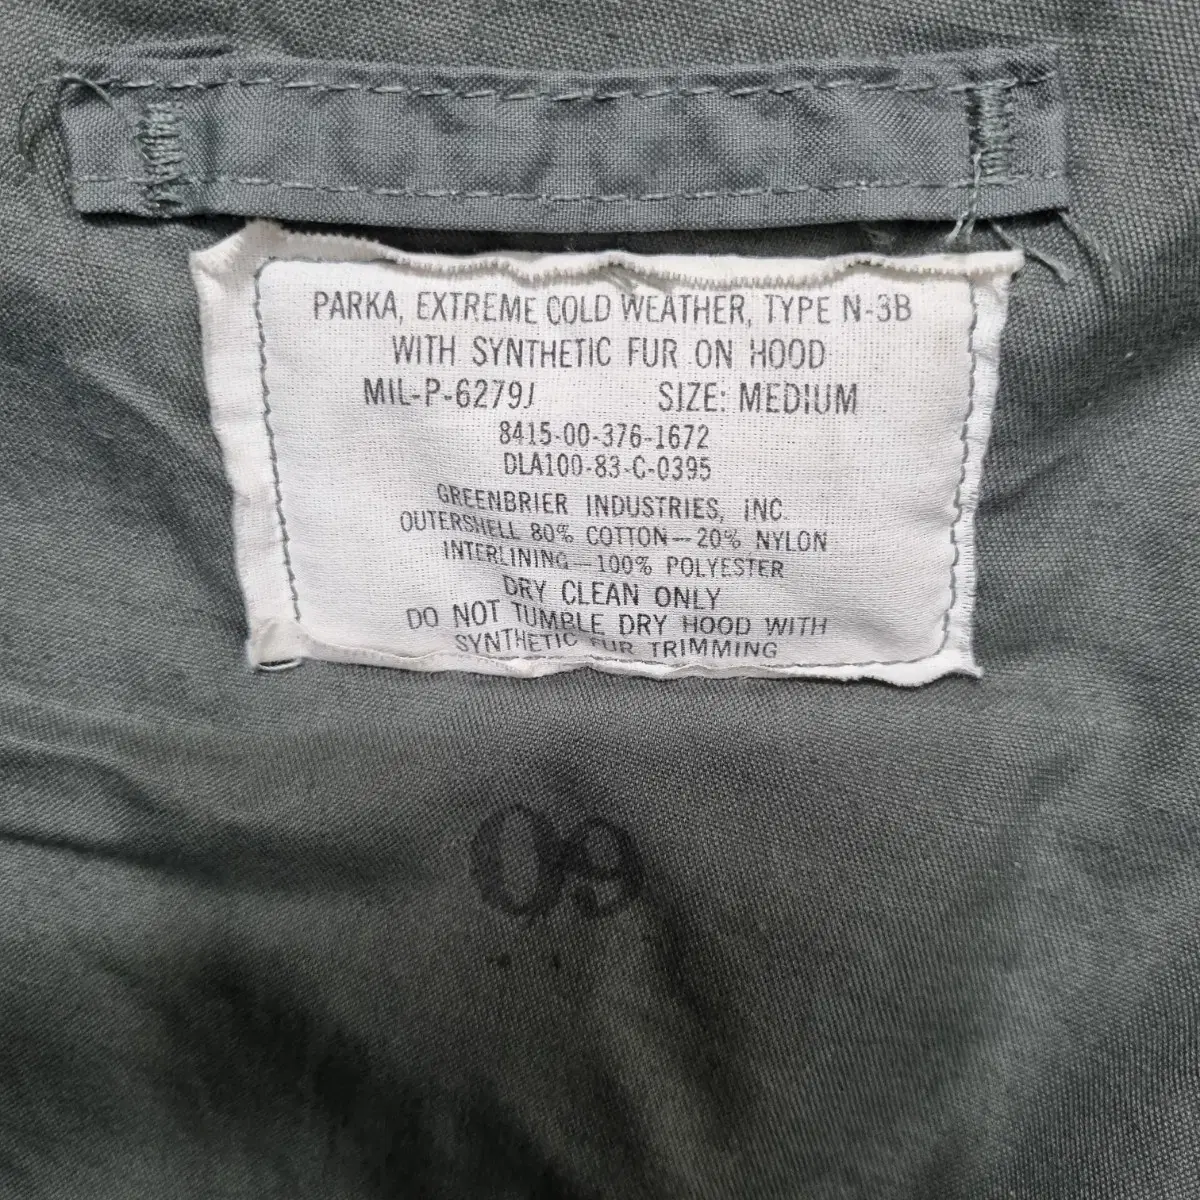 PARKA, EXTREME COLD WEATHER, TYPE N-3B
WITH SYNTHETIC FUR ON HOOD
MIL-P-6279J SIZE: MEDIUM
8415-00-376-1672
DLA100-83-C-0395
GREENBRIER INDUSTRIES, INC.
OUTERSHELL 80% COTTON-20% NYLON
INTERLINING-100% POLYESTER
DRY CLEAN ONLY
DO NOT TUMBLE DRY HOOD WITH
SYNTHETIC FUR TRIMMING
09